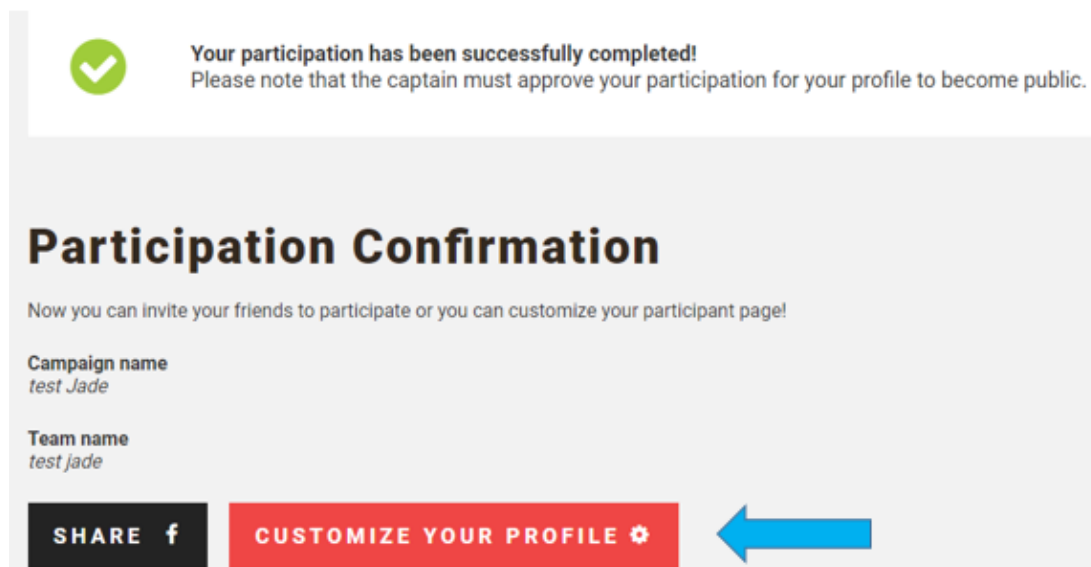 Your participation has been successfully completed!
Please note that the captain must approve your participation for your profile to become public.
Participation Confirmation
Now you can invite your friends to participate or you can customize your participant page!
Campaign name
test Jade
Team name
test jade
SHARE
CUSTOMIZE YOUR PROFILE